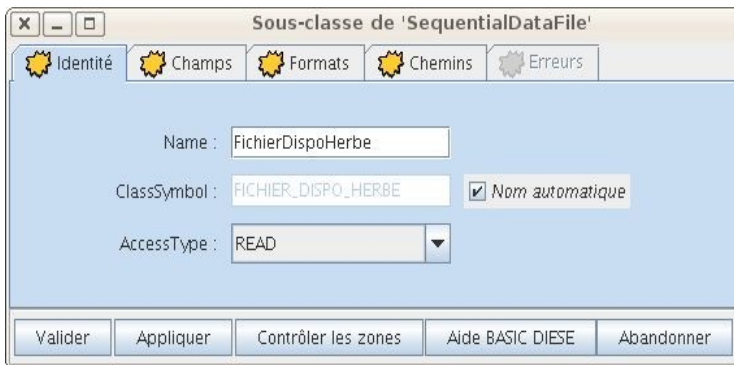 Sous-classe de 'SequentialDataFile'
Identité Champs Formats Chemins Erreurs
Name : FichierDispoHerbe
ClassSymbol : FICHIER_DISPO_HERBE Nom automatique
AccessType : READ
Valider Appliquer Contrôler les zones Aide BASIC DIESE Abandonner